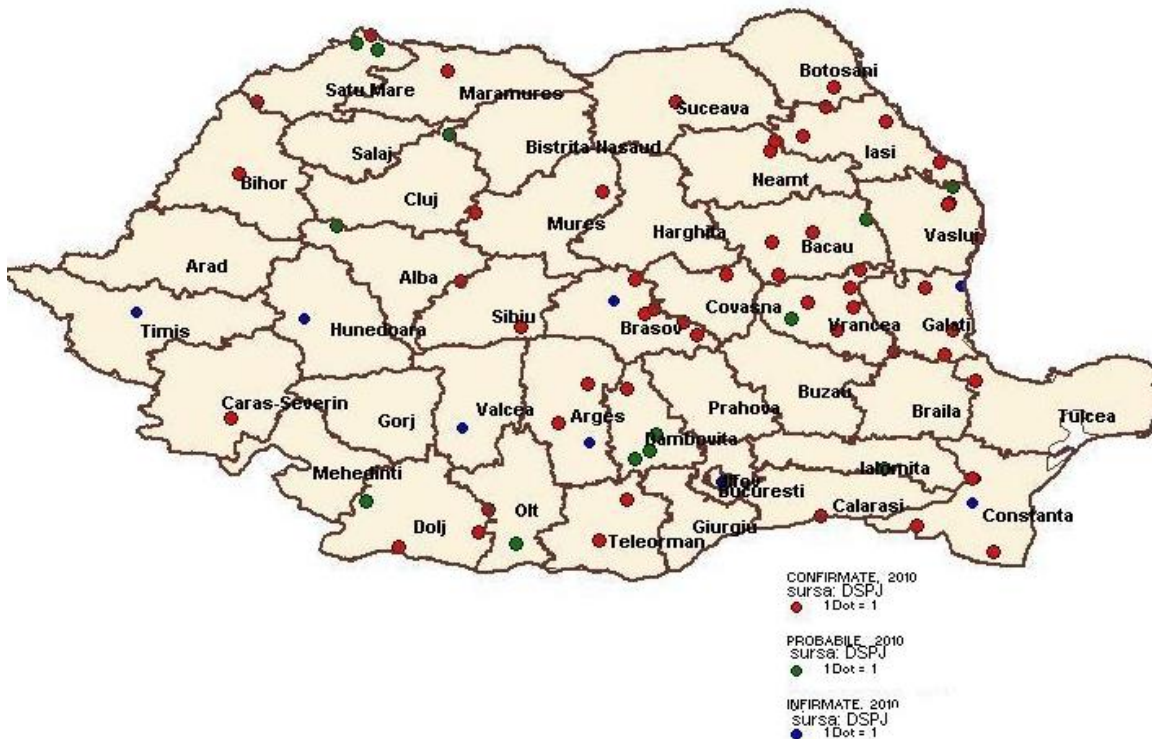 Botosani
Satu Mare
Maramures
Suceava
Salaj
Bistrita Nasaud
Iasi
Bihor
Neamt
Cluj
Mures
Harghita
Bacau
Vaslui
Arad
Alba
Covasna
Timis
Hunedoara
Sibiu
Brasov
Vrancea
Galati
Caras-Severin
Gorj
Valcea
Arges
Prahova
Buzau
Braila
Tulcea
Dambovita
Mehedinti
Ialomita
Ilfov
Bucuresti
Calarasi
Constanta
Dolj
Olt
Teleorman
Giurgiu
CONFIRMATE, 2010
sursa: DSPJ
1 Dot = 1
PROBABILE, 2010
sursa: DSPJ
1 Dot = 1
INFIRMATE, 2010
sursa: DSPJ
1 Dot = 1